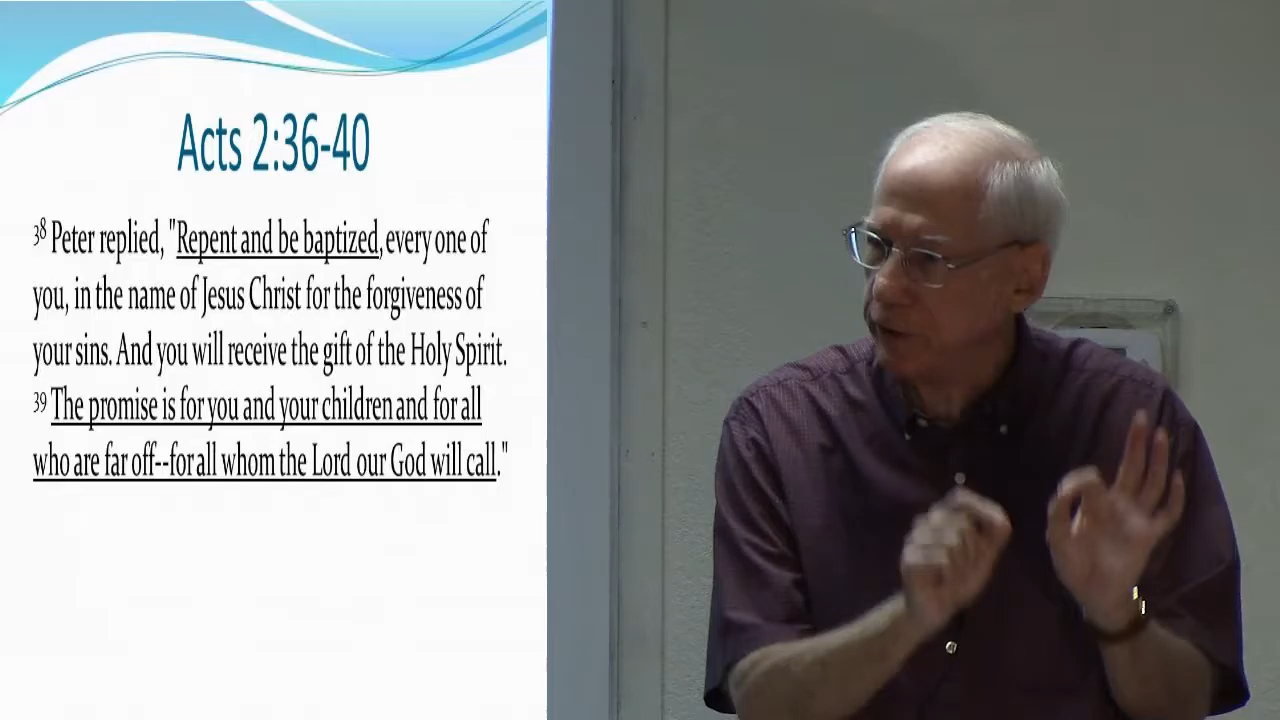 Acts 2:36-40
38 Peter replied, "Repent and be baptized, every one of
you, in the name of Jesus Christ for the forgiveness of
your sins. And you will receive the gift of the Holy Spirit.
39 The promise is for you and your children and for all
who are far off--for all whom the Lord our God will call."